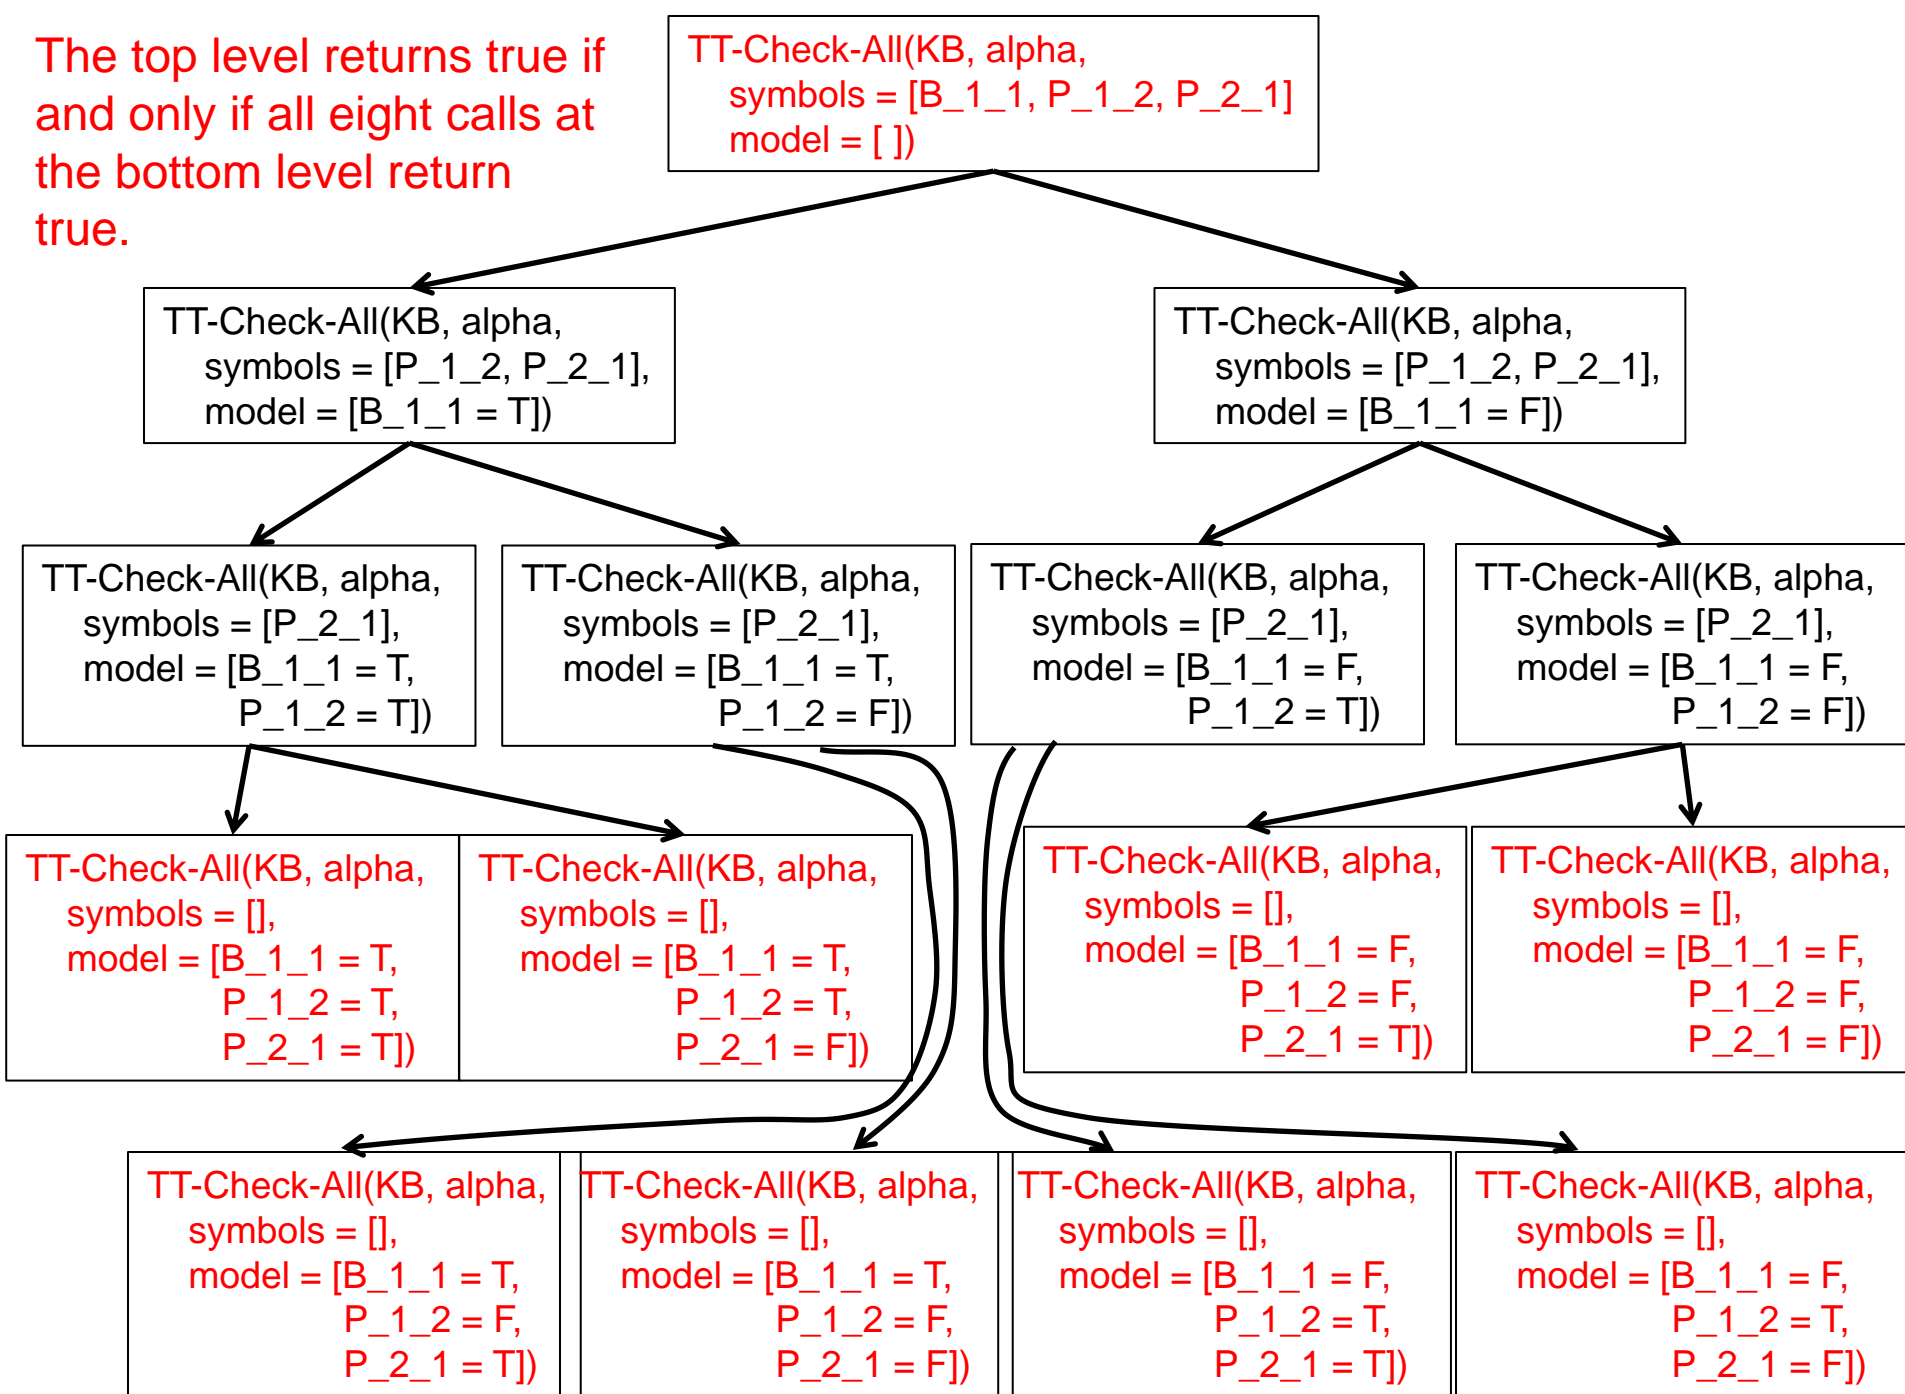 The top level returns true if
and only if all eight calls at
the bottom level return
true.
TT-Check-All(KB, alpha,
symbols = [B_1_1, P_1_2, P_2_1]
model = [ ])
TT-Check-All(KB, alpha,
symbols = [P_1_2, P_2_1],
model = [B_1_1 = T])
TT-Check-All(KB, alpha,
symbols = [P_1_2, P_2_1],
model = [B_1_1 = F])
TT-Check-All(KB, alpha,
symbols = [P_2_1],
model = [B_1_1 = T,
P_1_2 = T])
TT-Check-All(KB, alpha,
symbols = [P_2_1],
model = [B_1_1 = T,
P_1_2 = F])
TT-Check-All(KB, alpha,
symbols = [P_2_1],
model = [B_1_1 = F,
P_1_2 = T])
TT-Check-All(KB, alpha,
symbols = [P_2_1],
model = [B_1_1 = F,
P_1_2 = F])
TT-Check-All(KB, alpha,
symbols = [],
model = [B_1_1 = T,
P_1_2 = T,
P_2_1 = T])
TT-Check-All(KB, alpha,
symbols = [],
model = [B_1_1 = T,
P_1_2 = T,
P_2_1 = F])
TT-Check-All(KB, alpha,
symbols = [],
model = [B_1_1 = F,
P_1_2 = F,
P_2_1 = T])
TT-Check-All(KB, alpha,
symbols = [],
model = [B_1_1 = F,
P_1_2 = F,
P_2_1 = F])
TT-Check-All(KB, alpha,
symbols = [],
model = [B_1_1 = T,
P_1_2 = F,
P_2_1 = T])
TT-Check-All(KB, alpha,
symbols = [],
model = [B_1_1 = T,
P_1_2 = F,
P_2_1 = F])
TT-Check-All(KB, alpha,
symbols = [],
model = [B_1_1 = F,
P_1_2 = T,
P_2_1 = T])
TT-Check-All(KB, alpha,
symbols = [],
model = [B_1_1 = F,
P_1_2 = T,
P_2_1 = F])